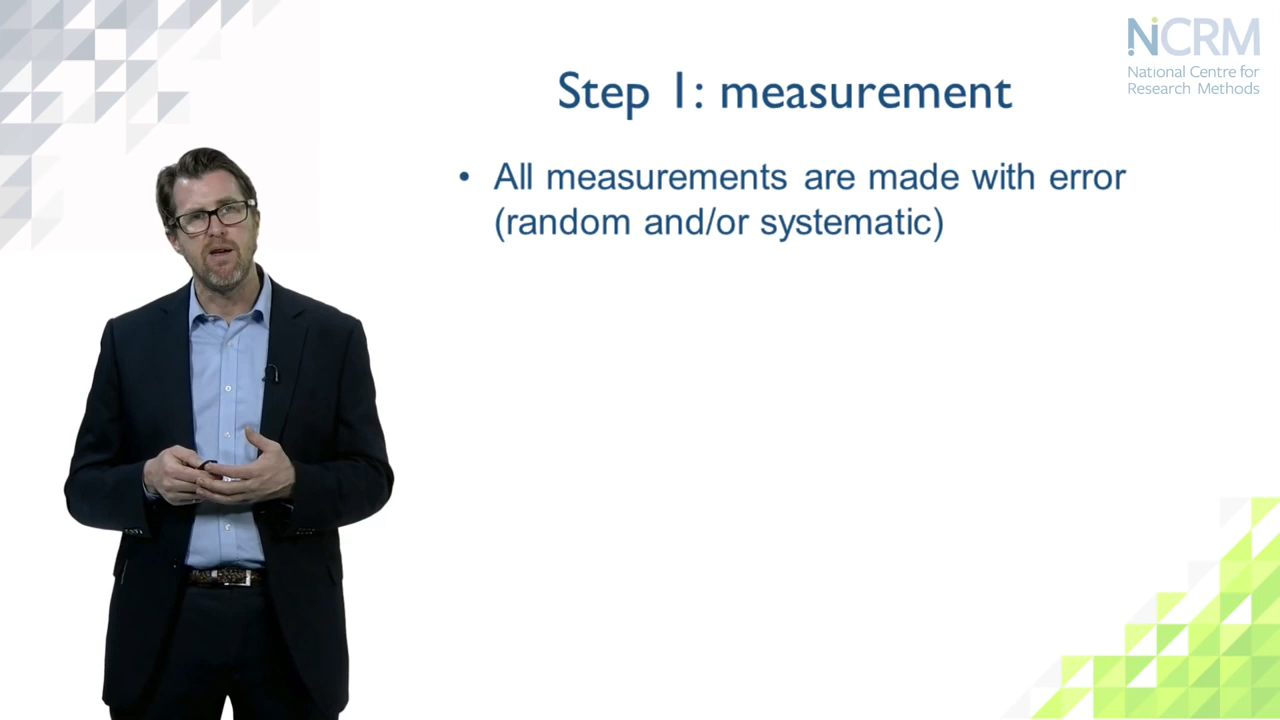 NCRM
National Centre for
Research Methods
Step 1: measurement
• All measurements are made with error
(random and/or systematic)